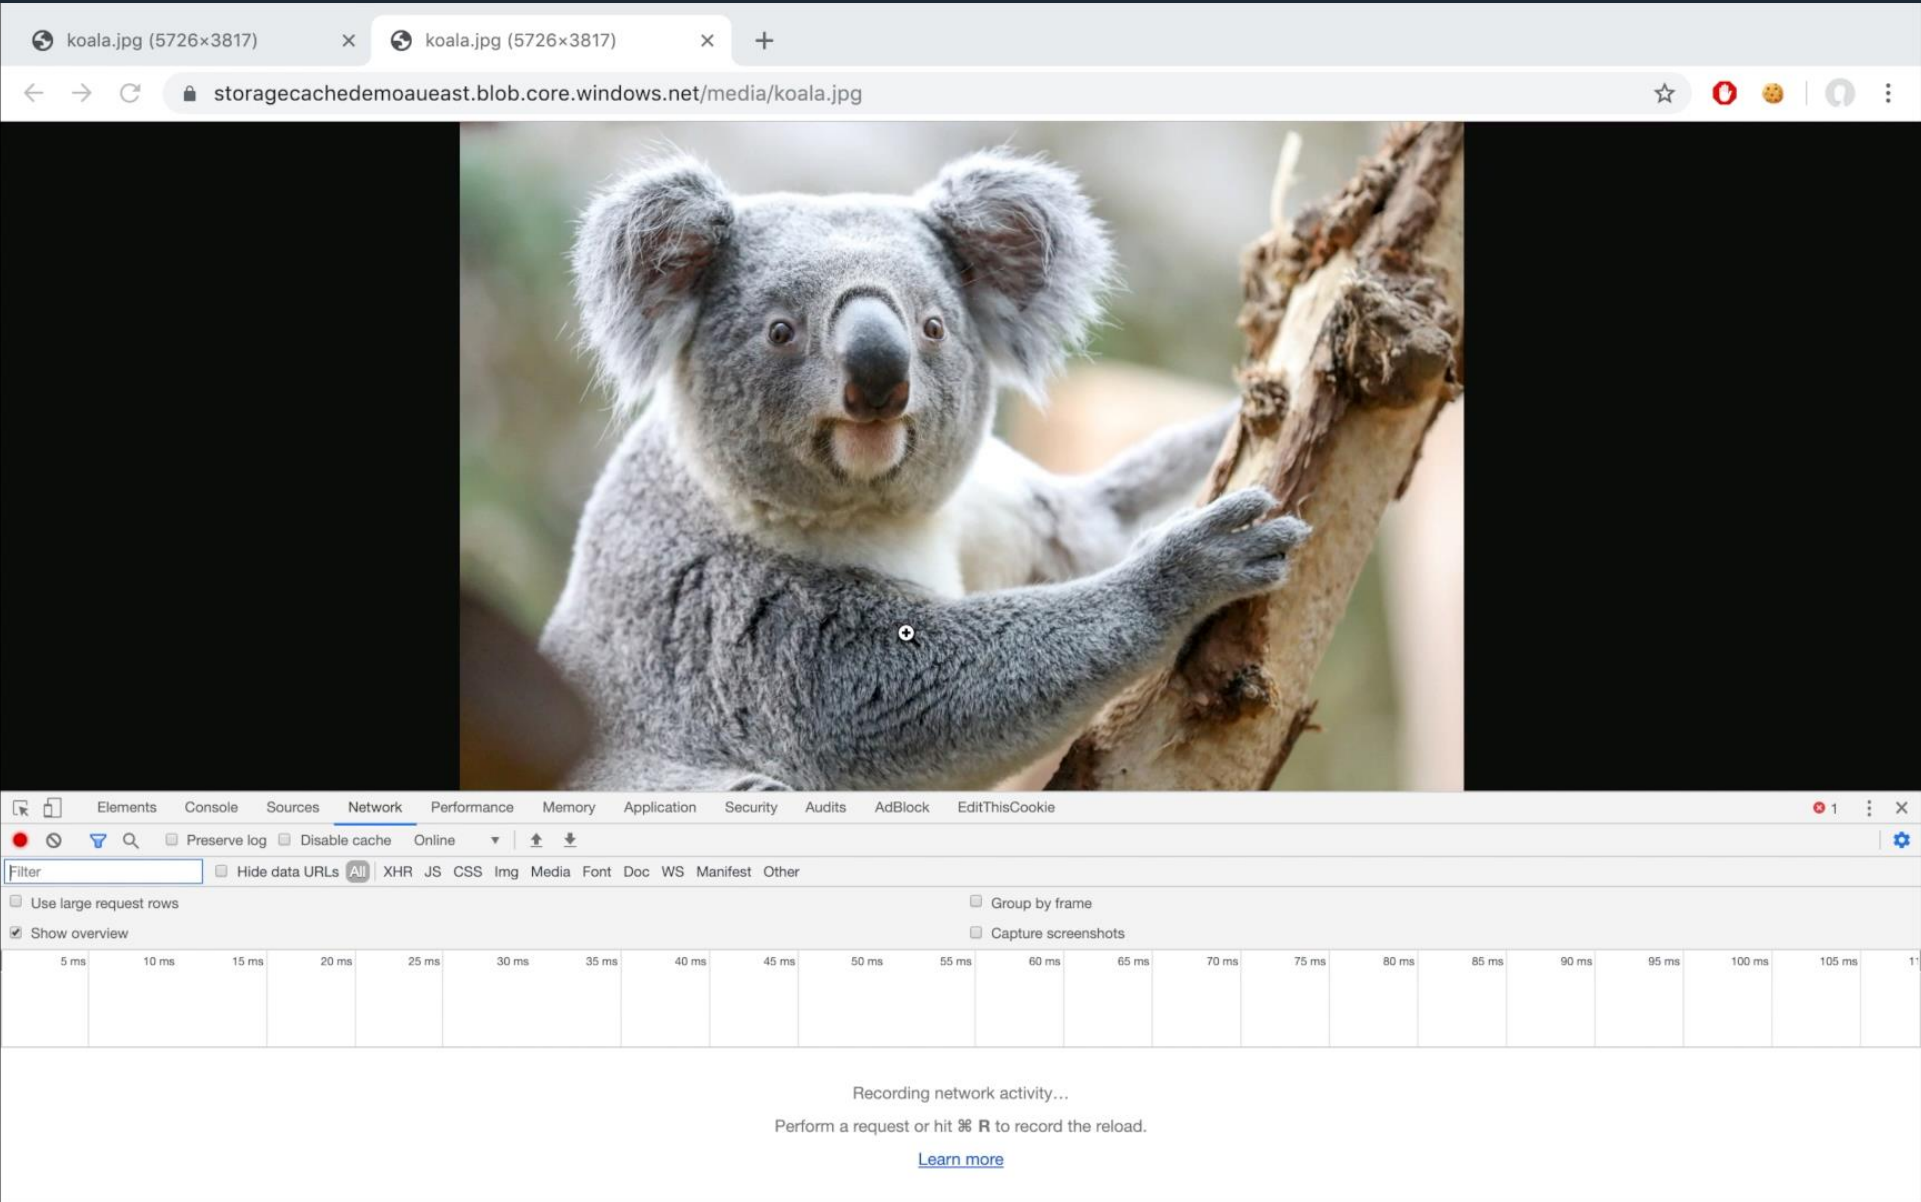 koala.jpg (5726×3817)
koala.jpg (5726×3817)
storagecachedemoaueast.blob.core.windows.net/media/koala.jpg
Elements Console Sources Network Performance Memory Application Security Audits AdBlock EditThisCookie 1
Preserve log Disable cache Online
Filter Hide data URLs All XHR JS CSS Img Media Font Doc WS Manifest Other
Use large request rows Group by frame
Show overview Capture screenshots
5 ms 10 ms 15 ms 20 ms 25 ms 30 ms 35 ms 40 ms 45 ms 50 ms 55 ms 60 ms 65 ms 70 ms 75 ms 80 ms 85 ms 90 ms 95 ms 100 ms 105 ms
Recording network activity…
Perform a request or hit ⌘ R to record the reload.
Learn more